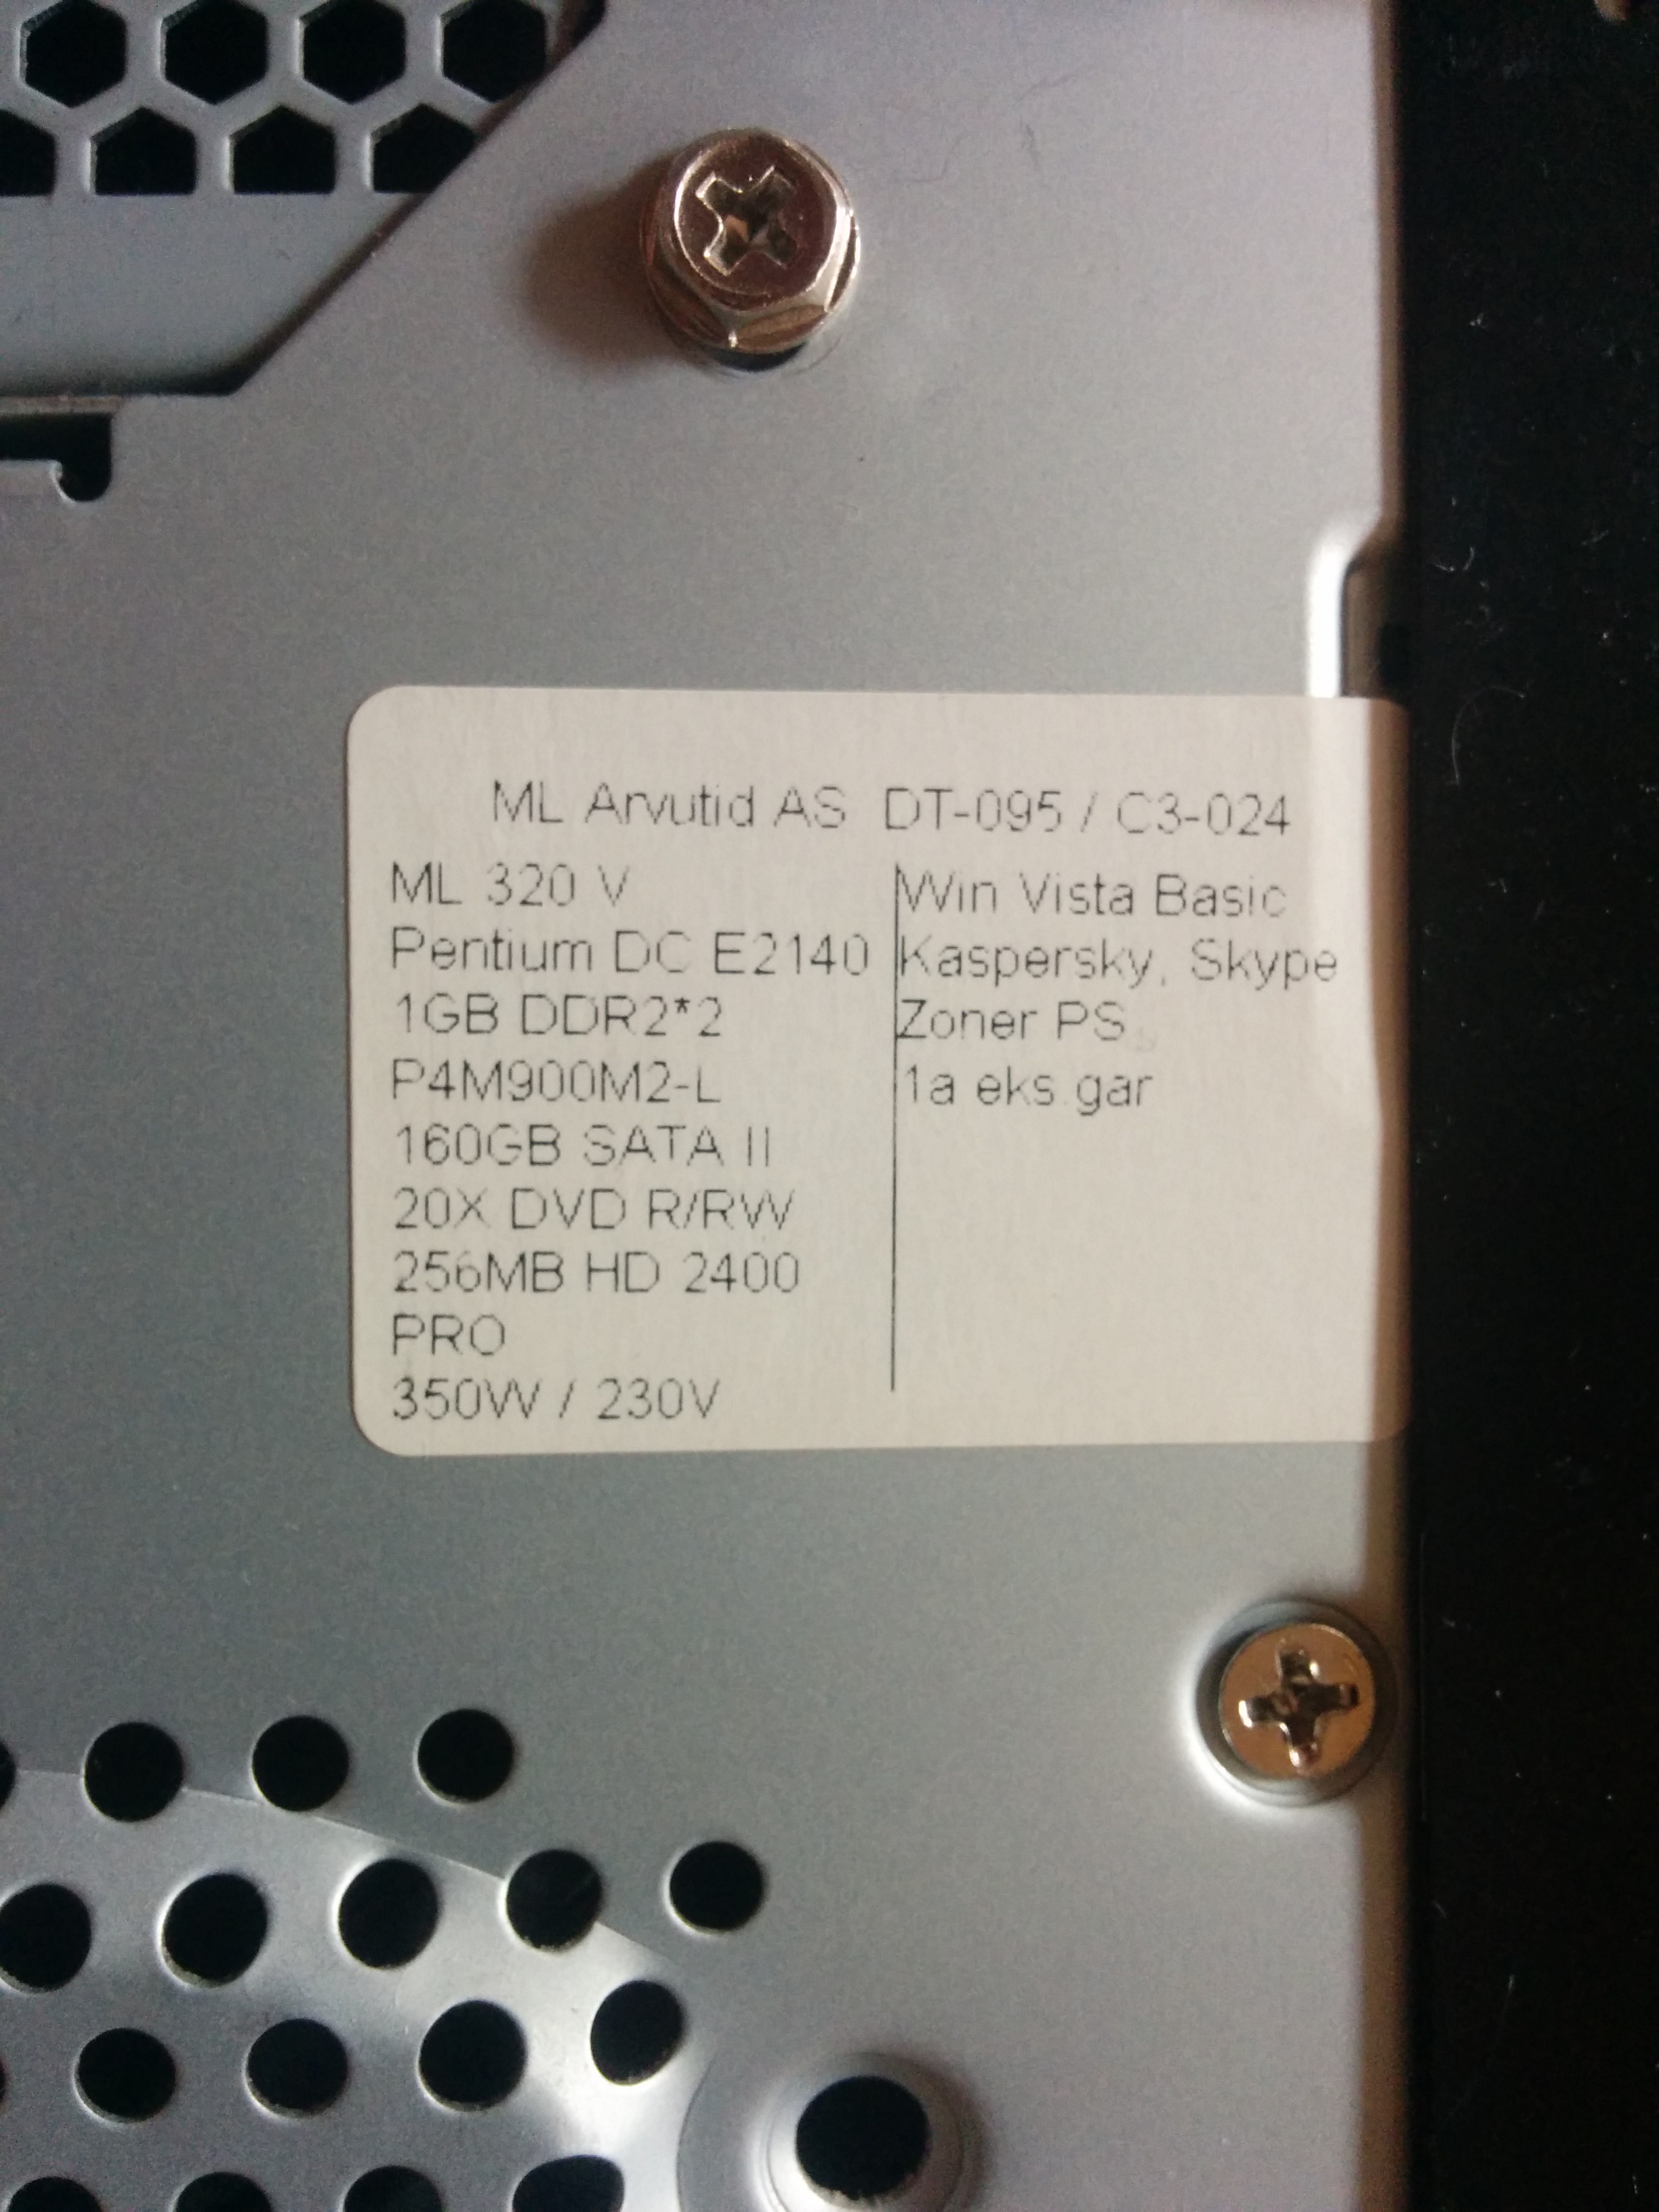 ML Arvutid AS DT-095 / C3-024
ML 320 V
Pentium DC E2140
1GB DDR2*2
P4M900M2-L
160GB SATA II
20X DVD R/RW
256MB HD 2400
PRO
350W / 230V
Win Vista Basic
Kaspersky, Skype
Zoner PS
1a eks.gar